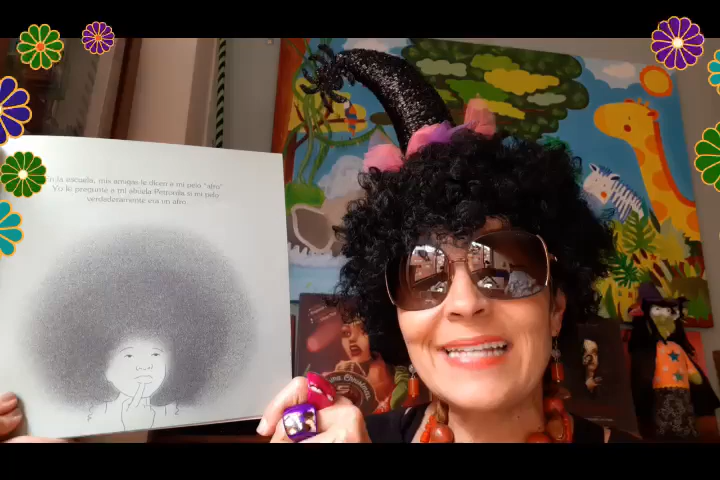 la escuela, mis amigos le dicen a mi pelo "afro"
Yo le pregunté a mi abuela Petronila si mi pelo
verdaderamente era un afro.
Christmas